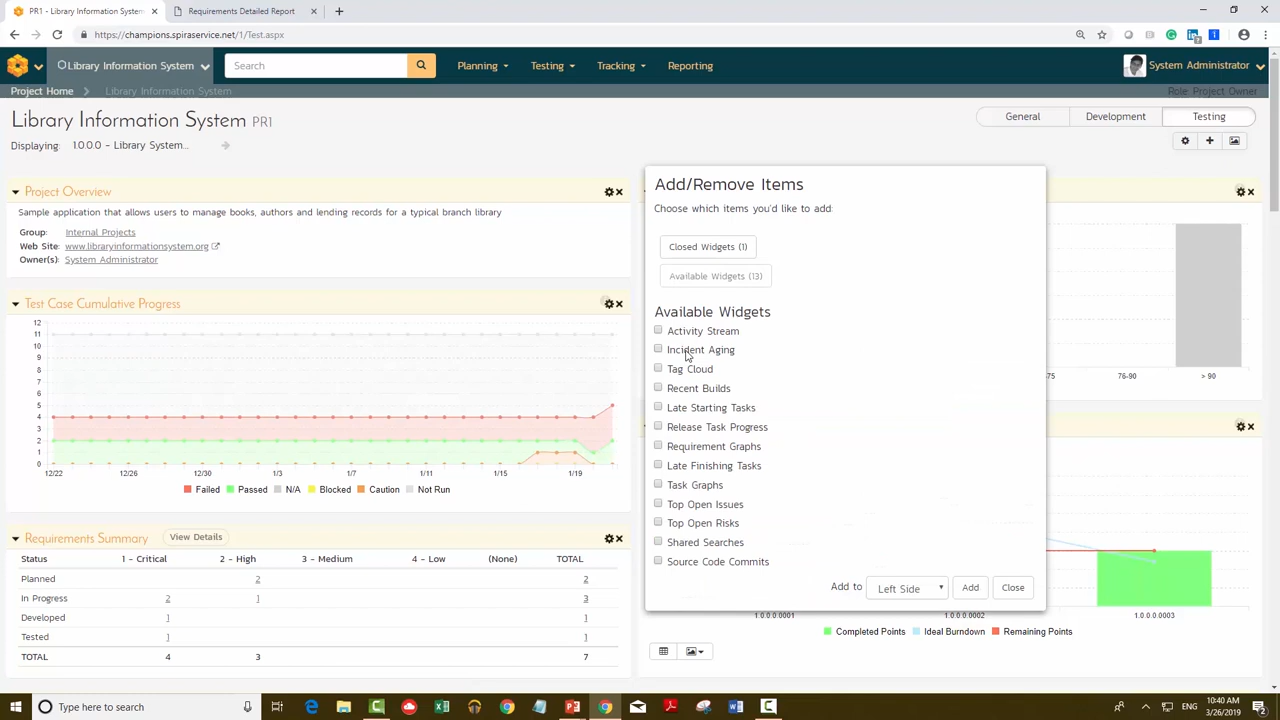 PR1 - Library Information System
Requirements Detailed Report
https://champions.spiraservice.net/1/Test.aspx
Library Information System
Search
Planning
Testing
Tracking
Reporting
System Administrator
Project Home
Library Information System
Role: Project Owner
Library Information System PR1
General
Development
Testing
Displaying: 1.0.0.0 - Library System...
Project Overview
Sample application that allows users to manage books, authors and lending records for a typical branch library
Group: Internal Projects
Web Site: www.libraryinformationsystem.org
Owner(s): System Administrator
Test Case Cumulative Progress
12
11
10
9
8
7
6
5
4
3
2
1
0
12/22 12/26 12/30 1/3 1/7 1/11 1/15 1/19
Failed Passed N/A Blocked Caution Not Run
Requirements Summary View Details
Status 1 - Critical 2 - High 3 - Medium 4 - Low (None) TOTAL
Planned 2 2
In Progress 2 1 3
Developed 1 1
Tested 1 1
TOTAL 4 3 7
Add/Remove Items
Choose which items you'd like to add:
Closed Widgets (1)
Available Widgets (13)
Available Widgets
Activity Stream
Incident Aging
Tag Cloud
Recent Builds
Late Starting Tasks
Release Task Progress
Requirement Graphs
Late Finishing Tasks
Task Graphs
Top Open Issues
Top Open Risks
Shared Searches
Source Code Commits
Add to Left Side Add Close
76-90 > 90
1.0.0.0.0001 1.0.0.0.0002 1.0.0.0.0003
Completed Points Ideal Burndown Remaining Points
Type here to search
ENG
10:40 AM
3/26/2019